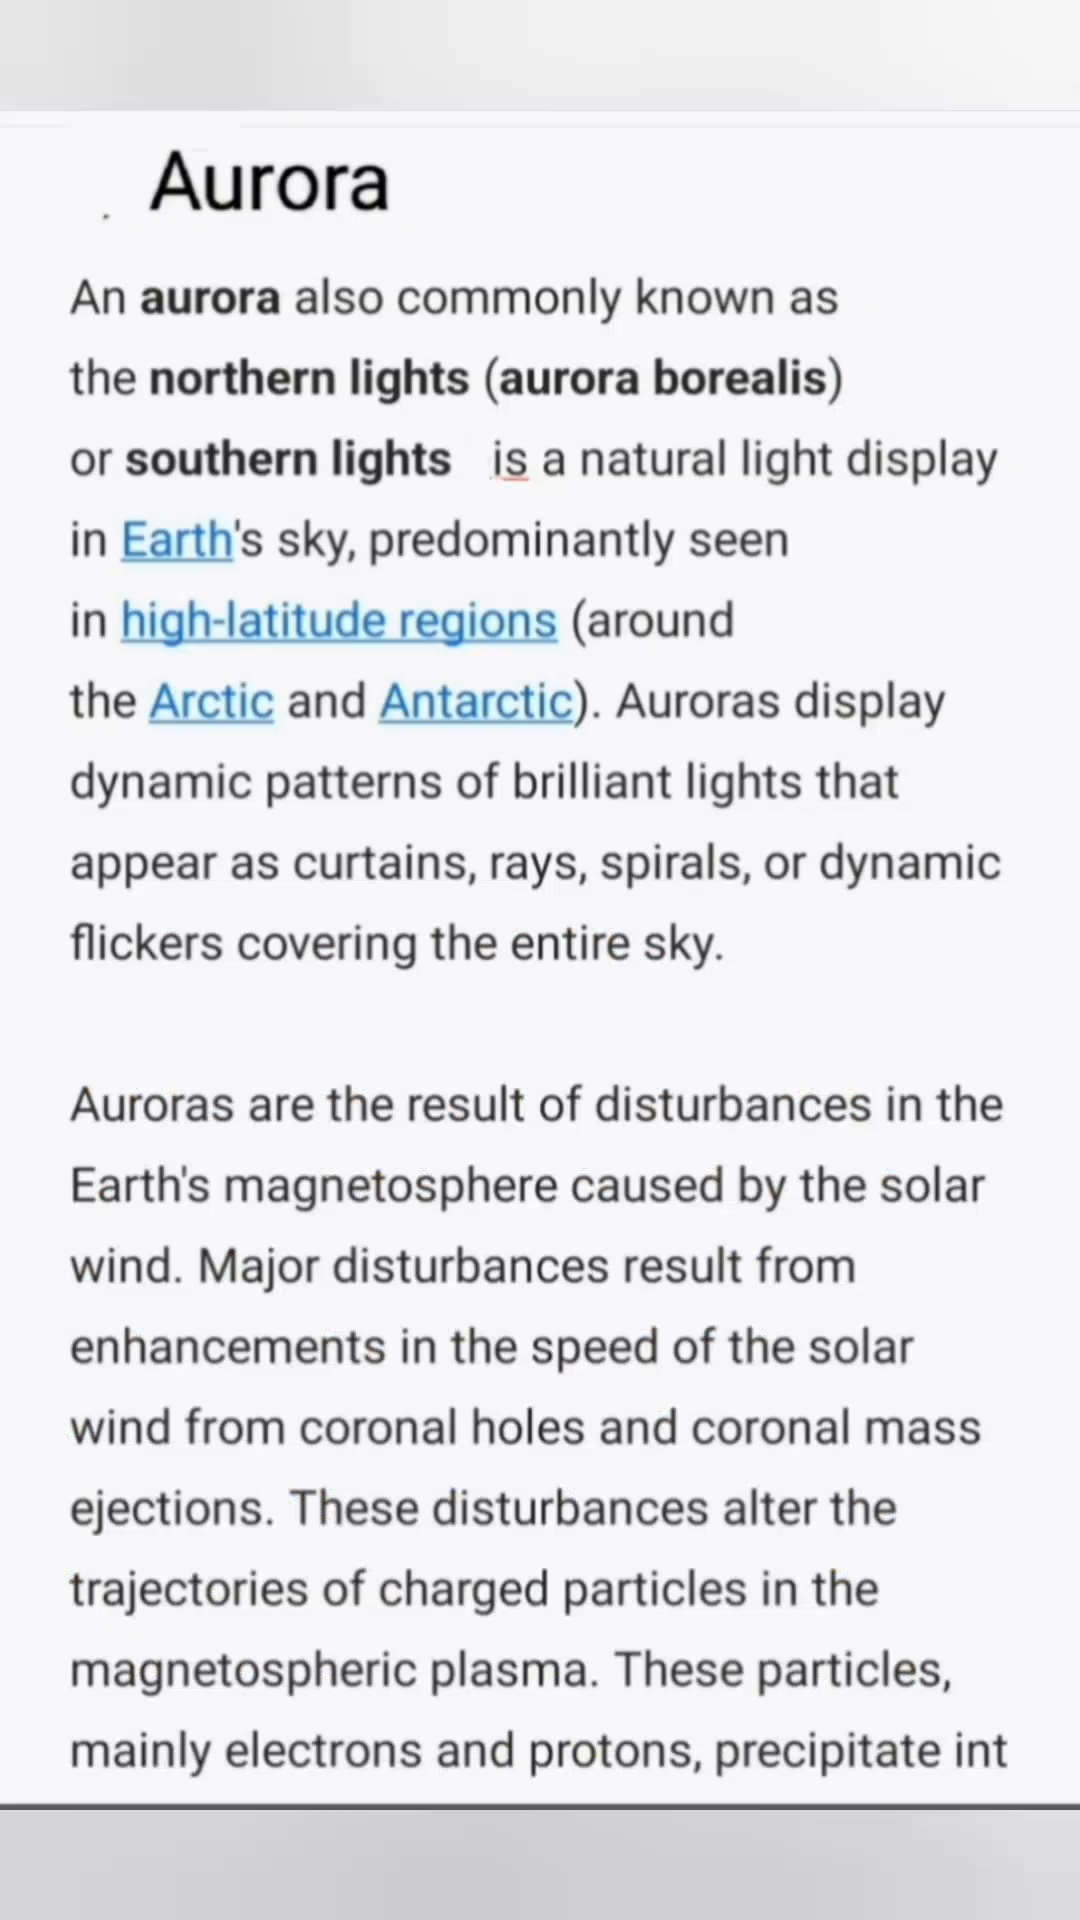 Aurora
An aurora also commonly known as
the northern lights (aurora borealis)
or southern lights is a natural light display
in Earth's sky, predominantly seen
in high-latitude regions (around
the Arctic and Antarctic). Auroras display
dynamic patterns of brilliant lights that
appear as curtains, rays, spirals, or dynamic
flickers covering the entire sky.
Auroras are the result of disturbances in the
Earth's magnetosphere caused by the solar
wind. Major disturbances result from
enhancements in the speed of the solar
wind from coronal holes and coronal mass
ejections. These disturbances alter the
trajectories of charged particles in the
magnetospheric plasma. These particles,
mainly electrons and protons, precipitate int